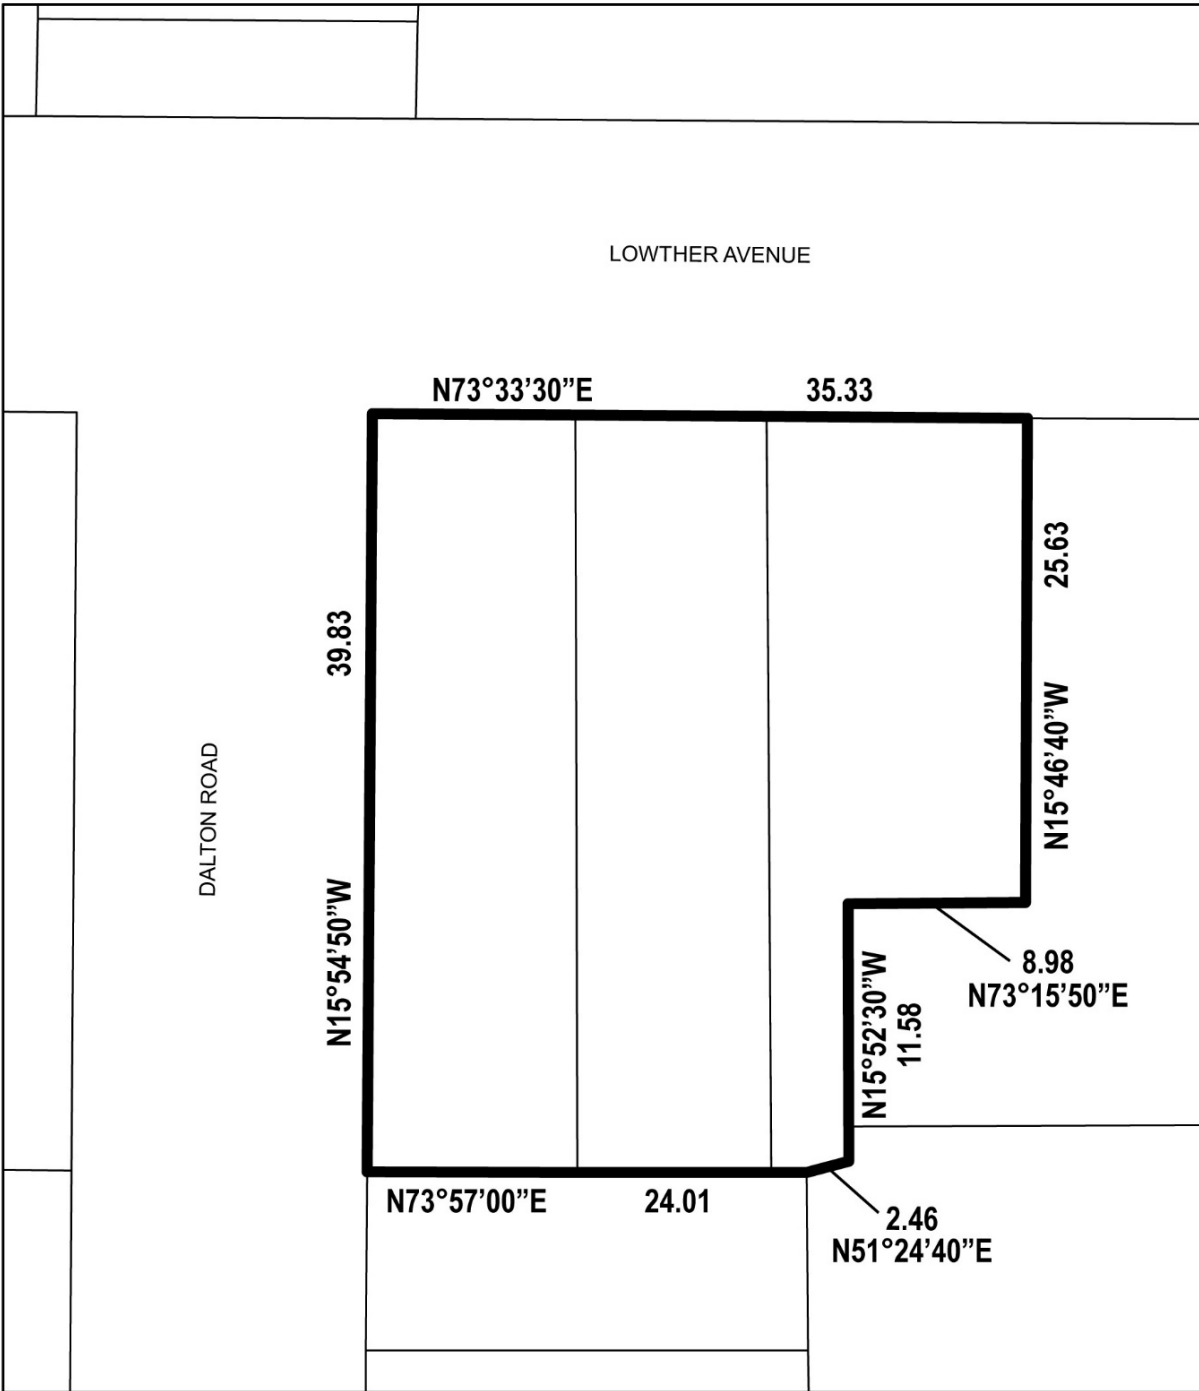 LOWTHER AVENUE
N73°33’30”E
35.33
25.63
39.83
N15°46’40”W
DALTON ROAD
N15°54’50”W
8.98
N73°15’50”E
N15°52’30”W
11.58
N73°57’00”E
24.01
2.46
N51°24’40”E